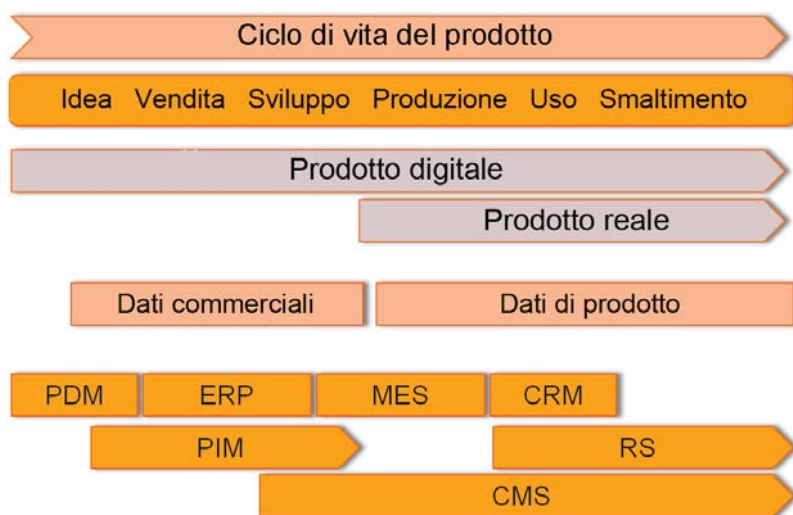 Ciclo di vita del prodotto
Idea Vendita Sviluppo Produzione Uso Smaltimento
Prodotto digitale
Prodotto reale
Dati commerciali Dati di prodotto
PDM ERP MES CRM
PIM RS
CMS